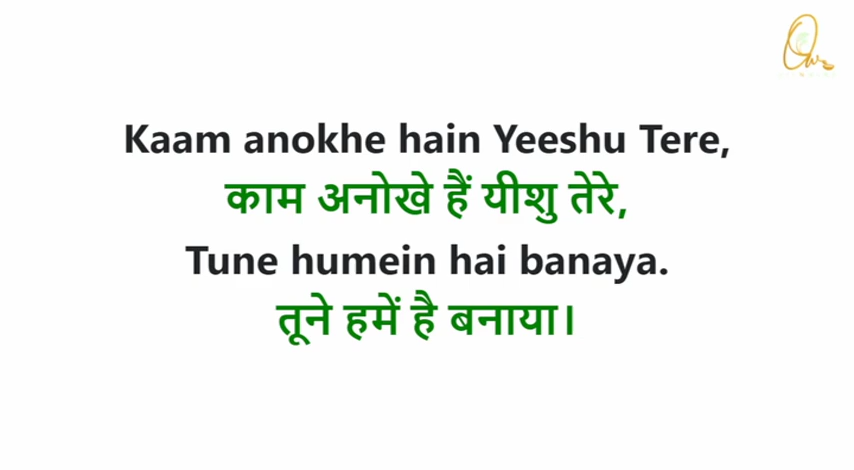 Kaam anokhe hain Yeeshu Tere,
काम अनोखे हैं यीशु तेरे,
Tune humein hai banaya.
तूने हमें है बनाया।